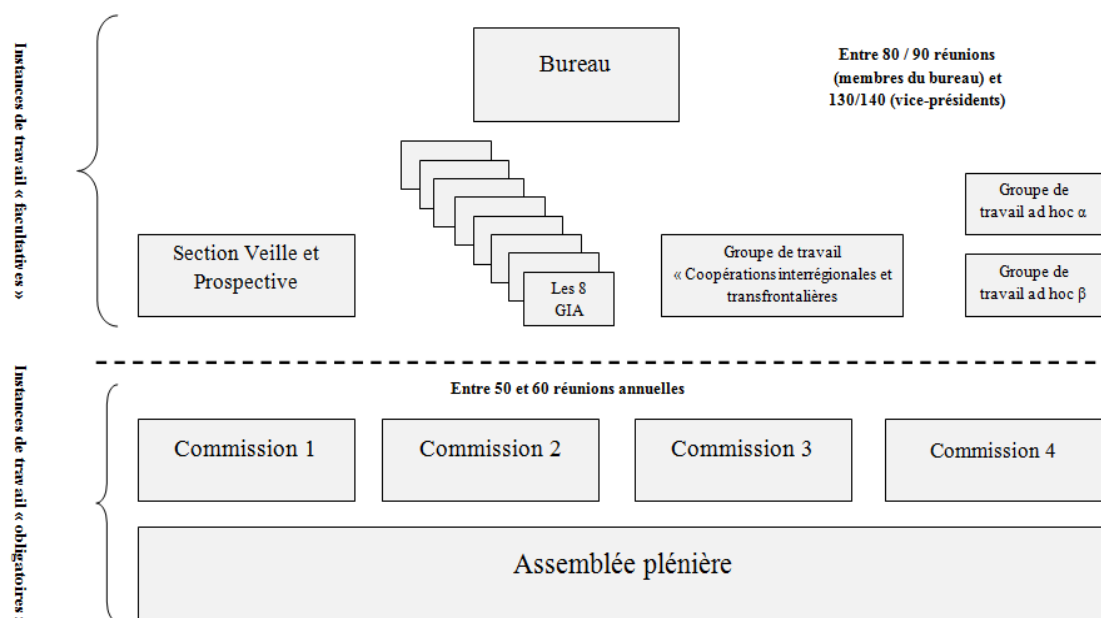 Instances de travail « facultatives »
Bureau
Entre 80 / 90 réunions
(membres du bureau) et
130/140 (vice-présidents)
Section Veille et
Prospective
Les 8
GIA
Groupe de travail
« Coopérations interrégionales et
transfrontalières
Groupe de
travail ad hoc α
Groupe de
travail ad hoc β
Instances de travail « obligatoires »
Entre 50 et 60 réunions annuelles
Commission 1
Commission 2
Commission 3
Commission 4
Assemblée plénière